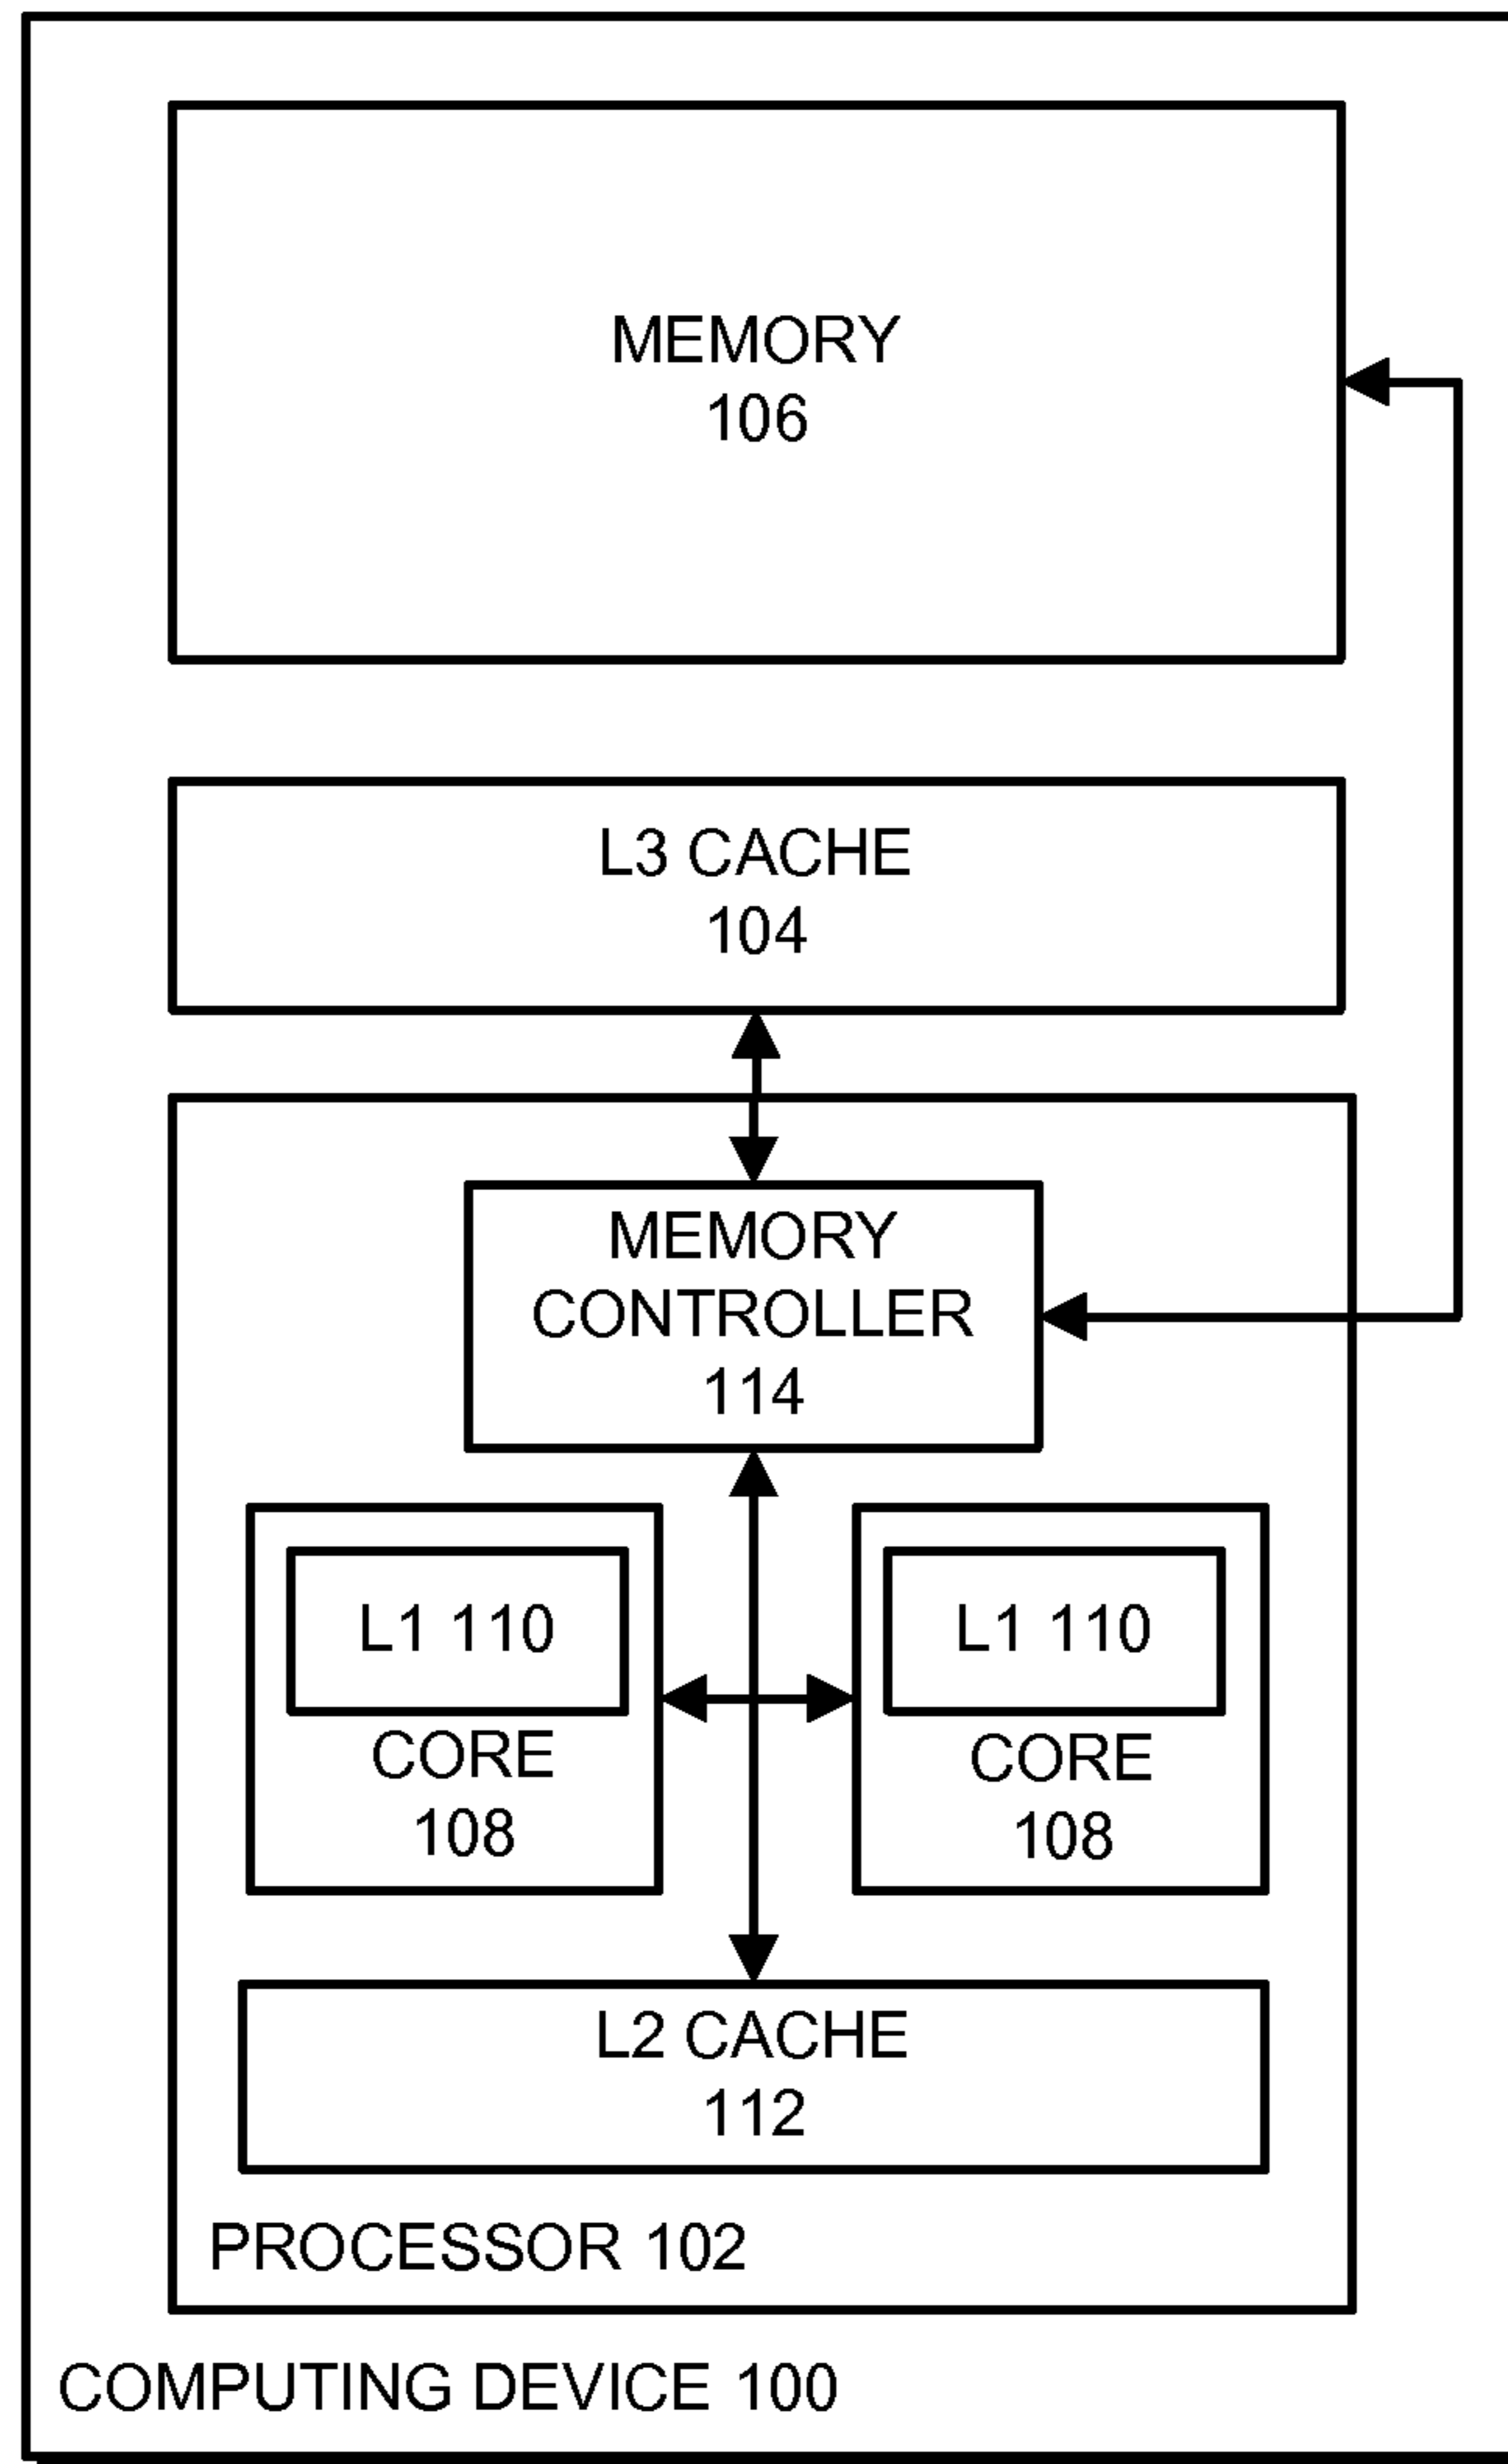 MEMORY
106
L3 CACHE
104
MEMORY
CONTROLLER
114
L1 110
CORE
108
L1 110
CORE
108
L2 CACHE
112
PROCESSOR 102
COMPUTING DEVICE 100